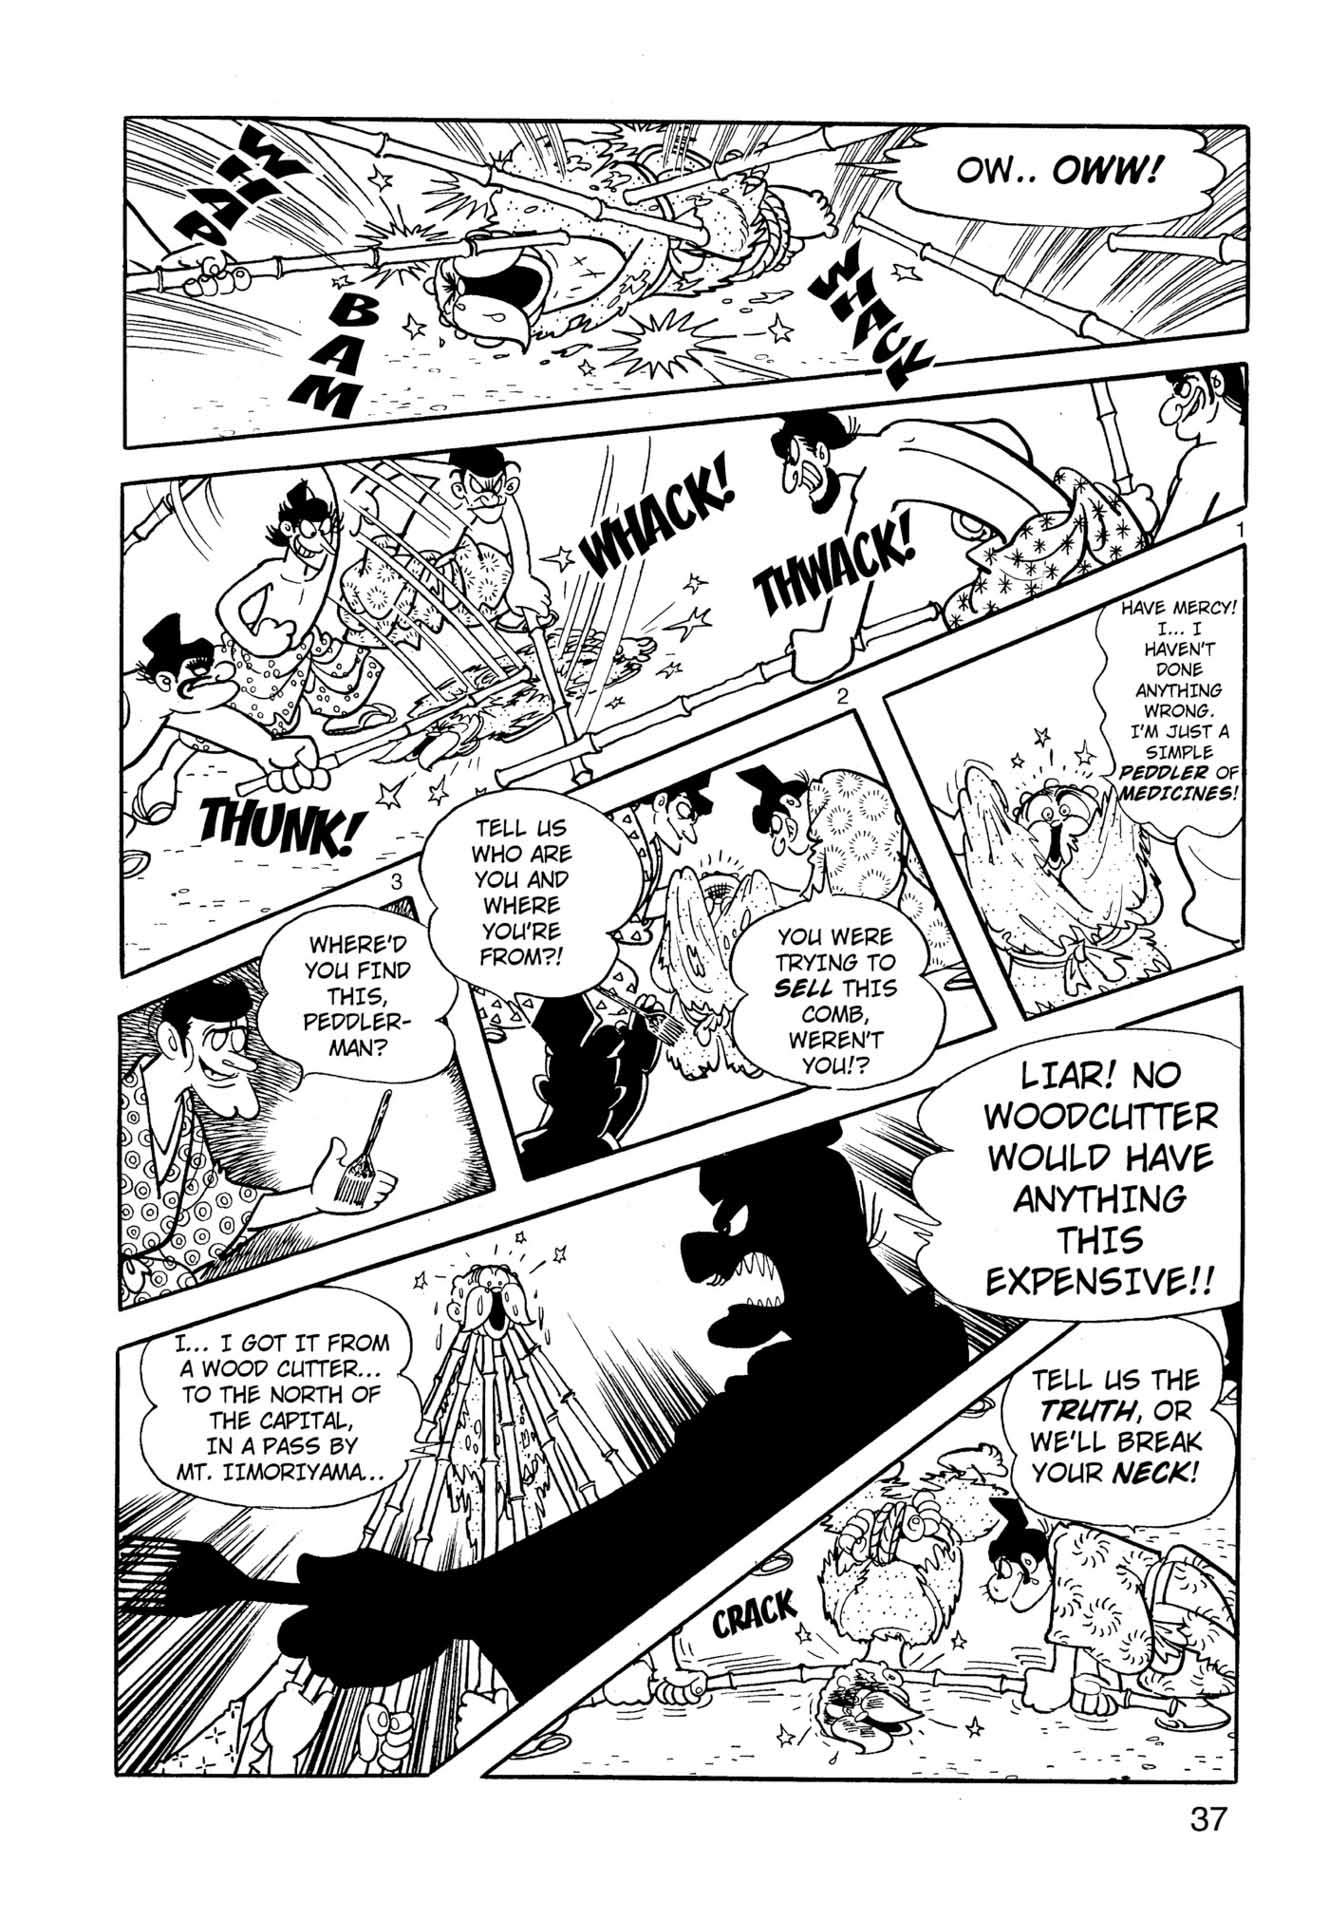 OW.. OWW!
WHAP
BAM
WHACK
WHACK!
THWACK!
THUNK!
1
HAVE MERCY!
I... I
HAVEN'T
DONE
ANYTHING
WRONG.
I'M JUST A
SIMPLE
PEDDLER OF
MEDICINES!
2
TELL US
WHO ARE
YOU AND
WHERE
YOU'RE
FROM?!
YOU WERE
TRYING TO
SELL THIS
COMB,
WEREN'T
YOU!?
3
WHERE'D
YOU FIND
THIS,
PEDDLER-
MAN?
LIAR! NO
WOODCUTTER
WOULD HAVE
ANYTHING
THIS
EXPENSIVE!!
I... I GOT IT FROM
A WOOD CUTTER...
TO THE NORTH OF
THE CAPITAL,
IN A PASS BY
MT. IIMORIYAMA...
TELL US THE
TRUTH, OR
WE'LL BREAK
YOUR NECK!
CRACK
37